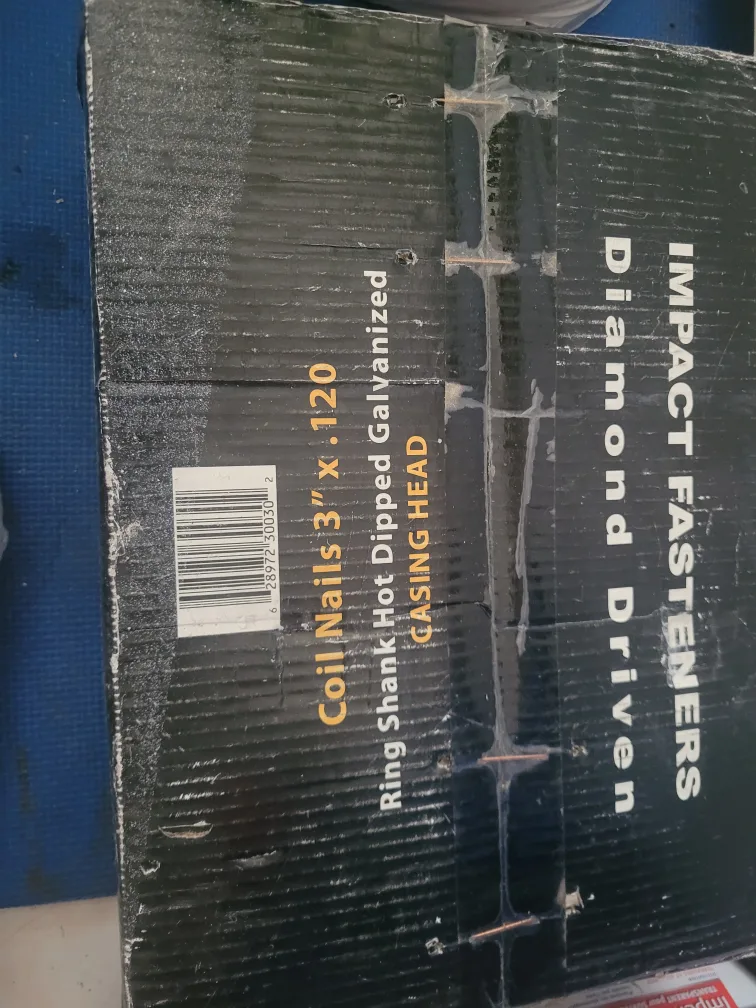 IMPACT FASTENERS
Diamond Driven
Coil Nails 3" x .120
Ring Shank Hot Dipped Galvanized
CASING HEAD
6 28972 30030 2